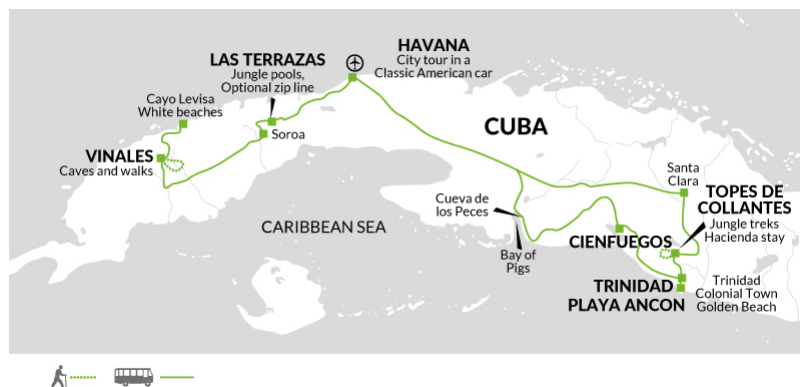 HAVANA
City tour in a
Classic American car
LAS TERRAZAS
Jungle pools,
Optional zip line
Cayo Levisa
White beaches
Soroa
VINALES
Caves and walks
CUBA
Santa
Clara
TOPES DE
COLLANTES
Jungle treks
Hacienda stay
Cueva de
los Peces
CARIBBEAN SEA
CIENFUEGOS
Bay of
Pigs
TRINIDAD
PLAYA ANCON
Trinidad
Colonial Town
Golden Beach